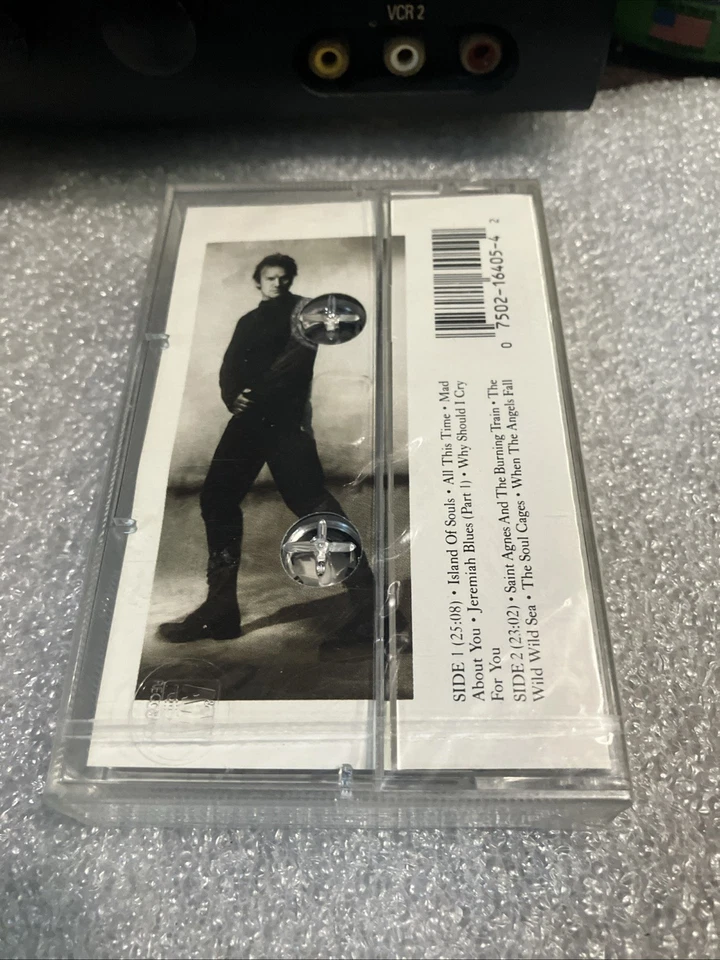 VCR 2
0 7502-16405-4 2
SIDE 1 (25:08) • Island Of Souls • All This Time • Mad
About You • Jeremiah Blues (Part 1) • Why Should I Cry
For You
SIDE 2 (23:02) • Saint Agnes And The Burning Train • The
Wild Wild Sea • The Soul Cages • When The Angels Fall